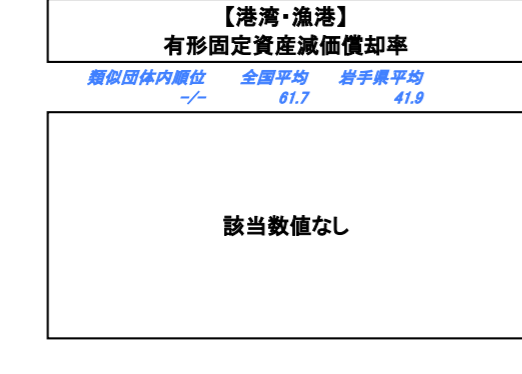 【港湾・漁港】
有形固定資産減価償却率
類似団体内順位 全国平均 岩手県平均
-/- 61.7 41.9
該当数値なし